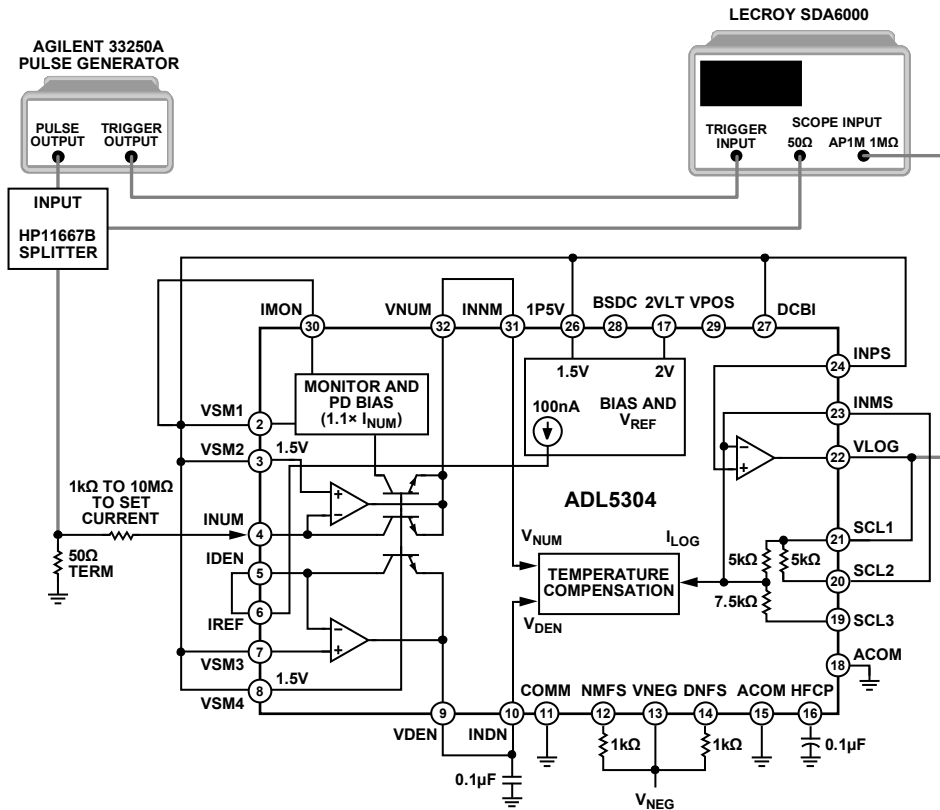 LECROY SDA6000
AGILENT 33250A
PULSE GENERATOR
PULSE
OUTPUT
TRIGGER
OUTPUT
TRIGGER
INPUT
SCOPE INPUT
50Ω
AP1M 1MΩ
INPUT
HP11667B
SPLITTER
IMON
VNUM
INNM
1P5V
BSDC
2VLT
VPOS
DCBI
30
32
31
26
28
17
29
27
INPS
24
1.5V
2V
MONITOR AND
PD BIAS
(1.1× INUM)
100nA
BIAS AND
VREF
INMS
23
VSM1
2
VSM2
3
1.5V
VLOG
22
1kΩ TO 10MΩ
TO SET
CURRENT
ADL5304
INUM
4
50Ω
TERM
VNUM
ILOG
SCL1
21
5kΩ
5kΩ
IDEN
5
TEMPERATURE
COMPENSATION
SCL2
20
7.5kΩ
IREF
6
VDEN
SCL3
19
VSM3
7
ACOM
18
1.5V
VSM4
8
COMM
NMFS
VNEG
DNFS
ACOM
HFCP
9
10
11
12
13
14
15
16
VDEN
INDN
1kΩ
1kΩ
0.1µF
0.1µF
VNEG